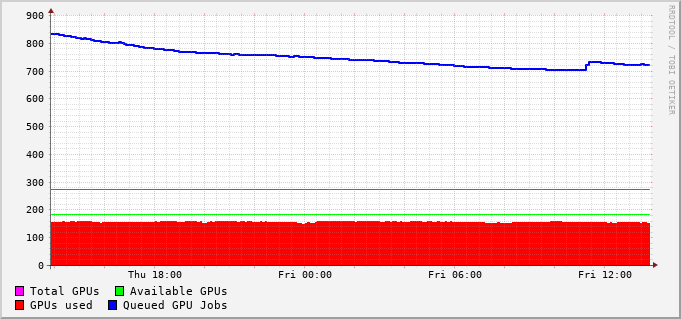 900
800
700
600
500
400
300
200
100
0
Thu 18:00 Fri 00:00 Fri 06:00 Fri 12:00
Total GPUs Available GPUs
GPUs used Queued GPU Jobs
RRDTOOL / TOBI OETIKER